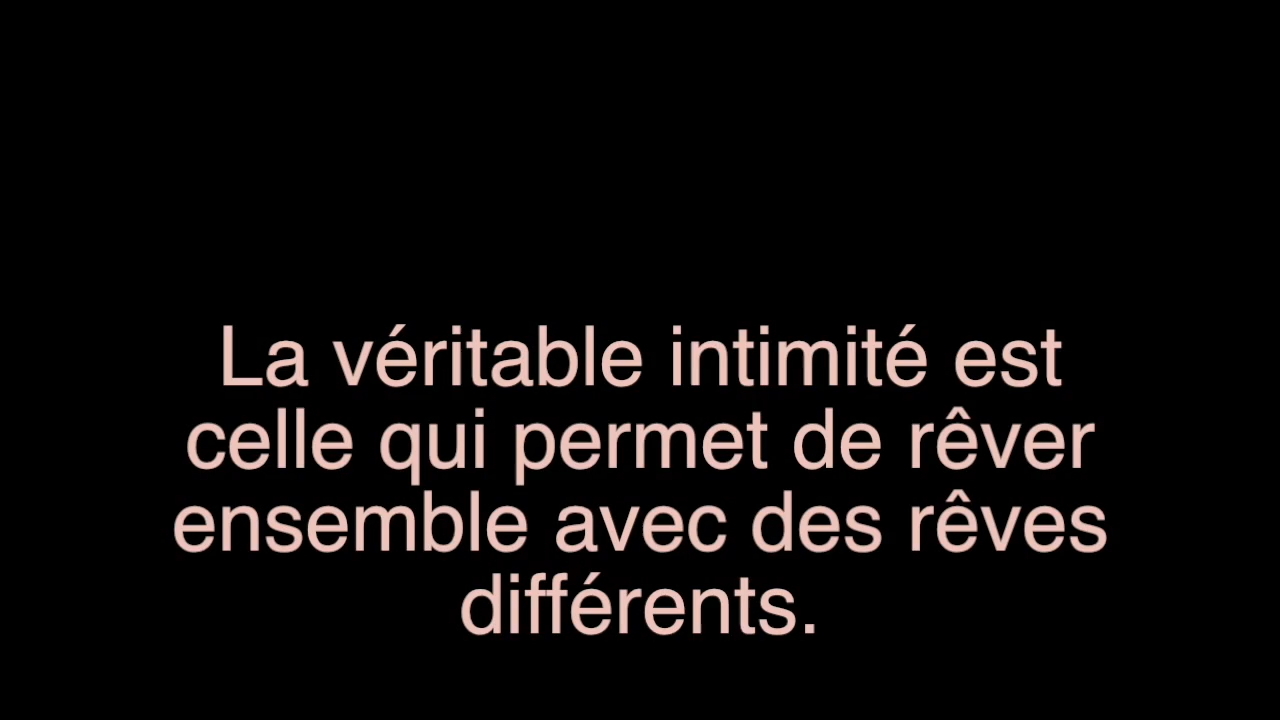 La véritable intimité est
celle qui permet de rêver
ensemble avec des rêves
différents.